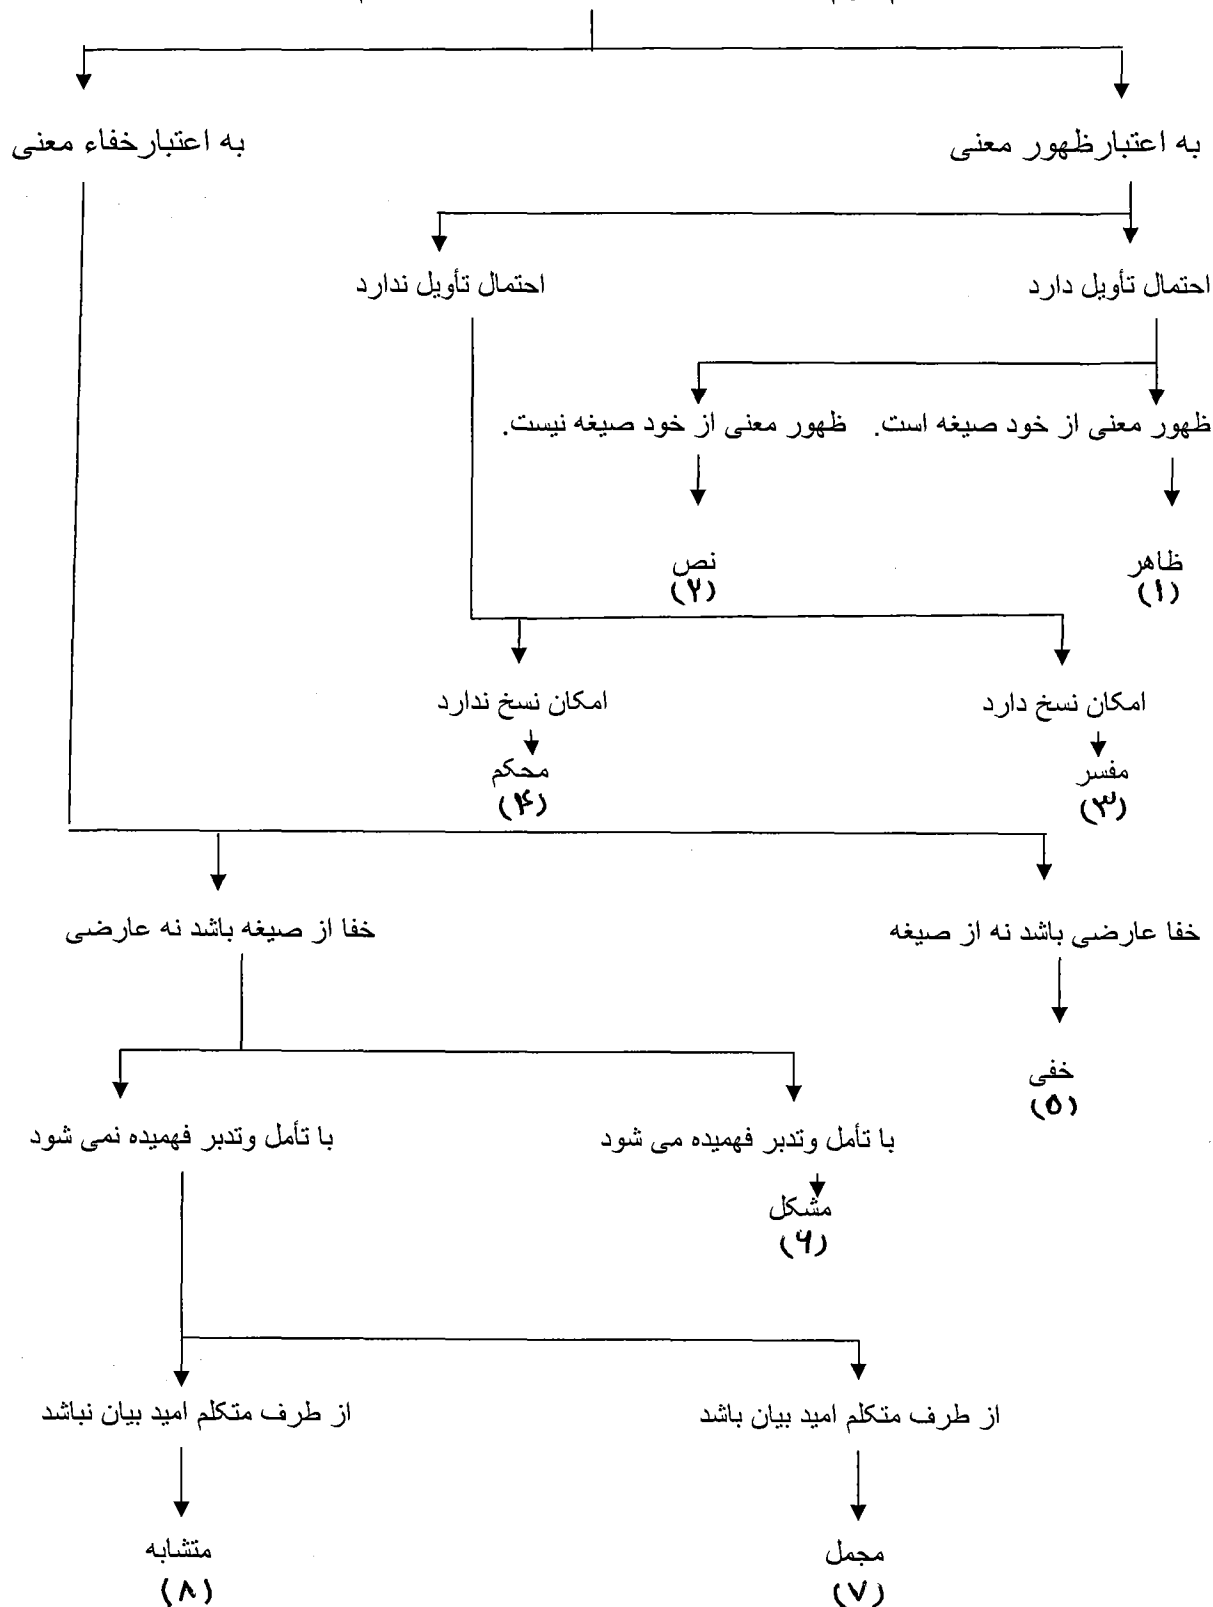 به اعتبار ظهور معنی
به اعتبار خفاء معنی
احتمال تأویل دارد
احتمال تأویل ندارد
ظهور معنی از خود صیغه است.
ظهور معنی از خود صیغه نیست.
ظاهر
(۱)
نص
(۲)
امکان نسخ دارد
امکان نسخ ندارد
مفسر
(۳)
محکم
(۴)
خفا عارضی باشد نه از صیغه
خفا از صیغه باشد نه عارضی
خفی
(۵)
با تأمل وتدبر فهمیده می شود
با تأمل وتدبر فهمیده نمی شود
مشکل
(۶)
از طرف متکلم امید بیان باشد
از طرف متکلم امید بیان نباشد
مجمل
(۷)
متشابه
(۸)